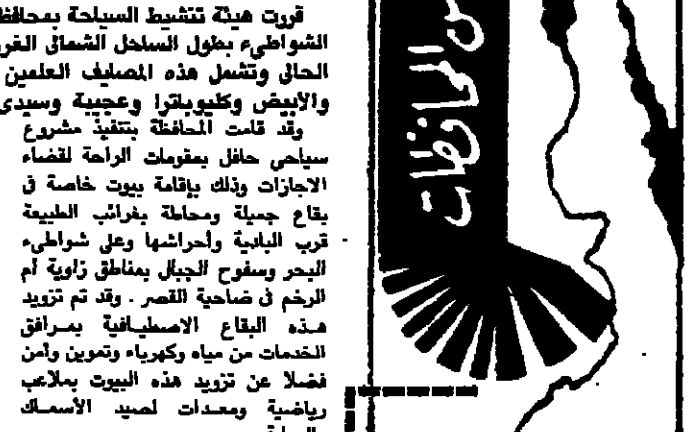 قررت هيئة تنشيط السياحة بمحافظ
الشواطىء بطول الساحل الشمالى الغر
الحالى وتشمل هذه المصايف العلمين
والابيض وكليوباترا وعجيبة وسيدى
وقد قامت المحافظة بتنفيذ مشروع
سياحى حافل بمقومات الراحة لقضاء
الاجازات وذلك بإقامة بيوت خاصة فى
بقاع جميلة ومحاطة بغرائب الطبيعة
قرب البادية وأحراشها وعلى شواطىء
البحر وسفوح الجبال بمناطق زاوية أم
الرخم فى ضاحية القصر . وقد تم تزويد
هذه البقاع الاصطيافية بمرافق
الخدمات من مياه وكهرباء وتموين وأمن
فضلا عن تزويد هذه البيوت بملاعب
رياضية ومعدات لصيد الأسماك
المحافظات